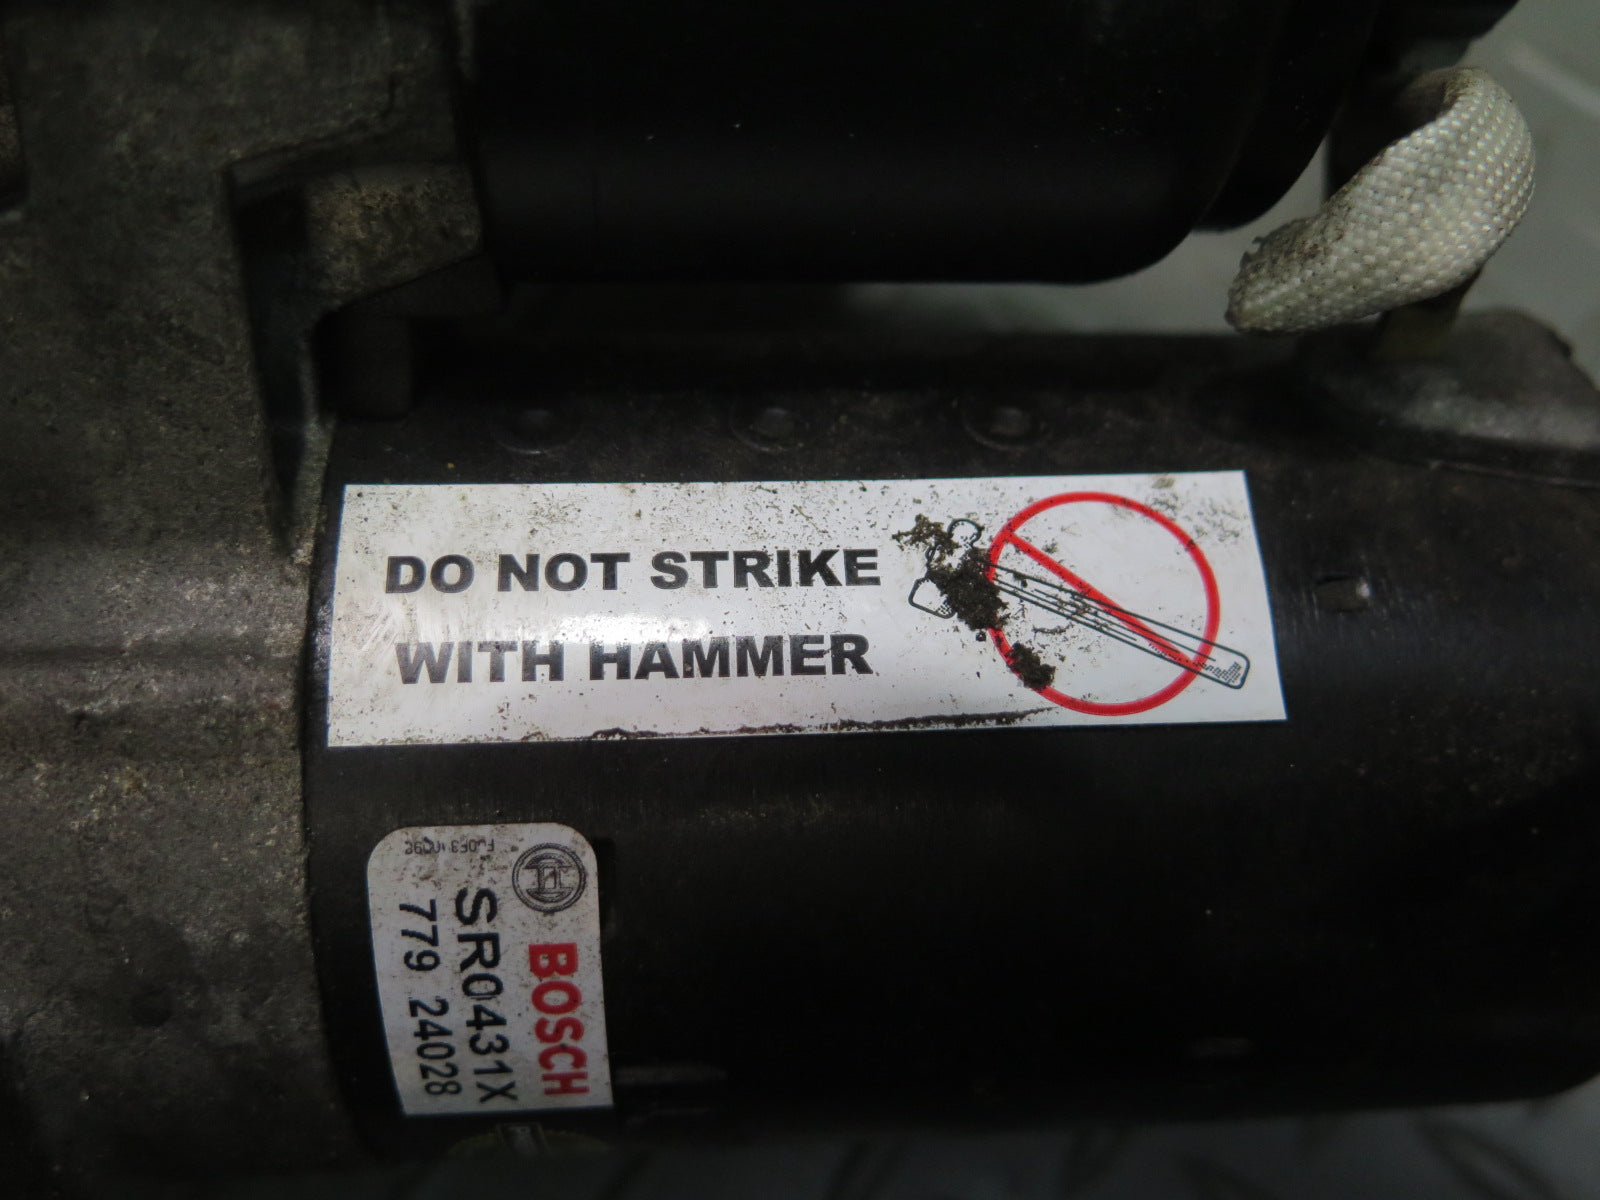 DO NOT STRIKE
WITH HAMMER
BOSCH
SR0431X
779 24028